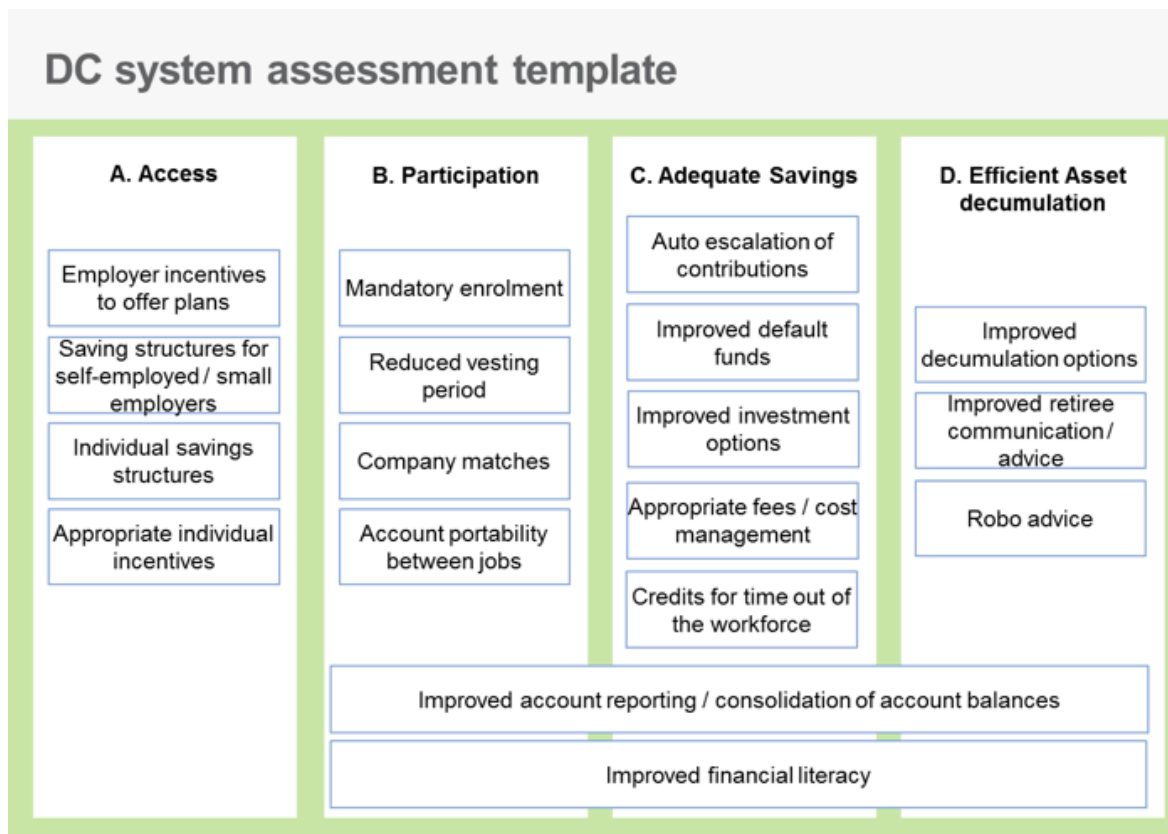 DC system assessment template
A. Access
Employer incentives
to offer plans
Saving structures for
self-employed / small
employers
Individual savings
structures
Appropriate individual
incentives
B. Participation
Mandatory enrolment
Reduced vesting
period
Company matches
Account portability
between jobs
C. Adequate Savings
Auto escalation of
contributions
Improved default
funds
Improved investment
options
Appropriate fees / cost
management
Credits for time out of
the workforce
D. Efficient Asset
decumulation
Improved
decumulation options
Improved retiree
communication /
advice
Robo advice
Improved account reporting / consolidation of account balances
Improved financial literacy